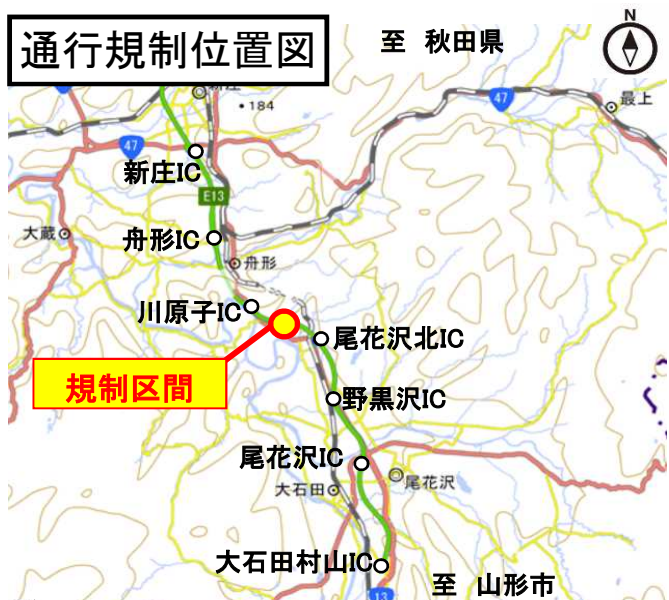 通行規制位置図
至 秋田県
N
47
最上
新庄
•184
47
新庄IC
E13
大蔵
舟形IC
舟形
川原子IC
尾花沢北IC
規制区間
野黒沢IC
尾花沢IC
尾花沢
大石田
大石田村山IC
至 山形市
13